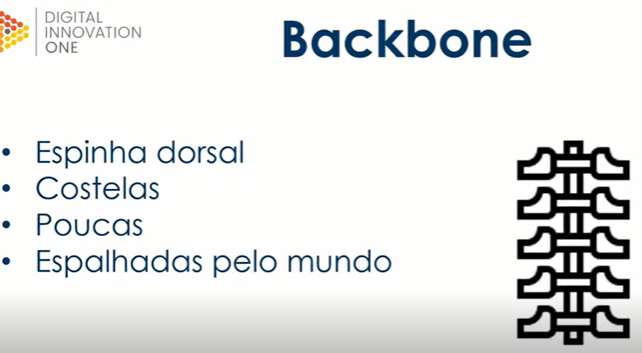 DIGITAL
INNOVATION
ONE
Backbone
• Espinha dorsal
• Costelas
• Poucas
• Espalhadas pelo mundo